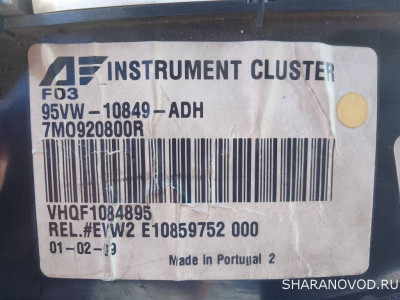 INSTRUMENT CLUSTER
F03
95VW-10849-ADH
7M0920800R
VHQF1084895
REL.#EVW2 E10859752 000
01-02-99
Made in Portugal 2
SHARANOVOD.RU